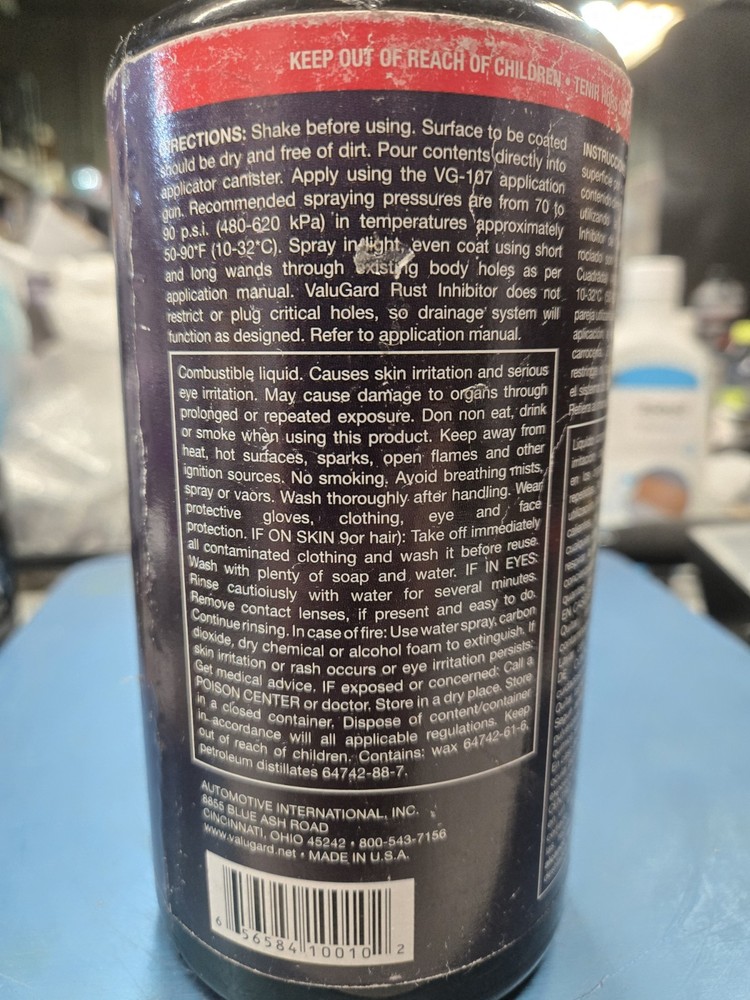 KEEP OUT OF REACH OF CHILDREN • TENIR HORS
DIRECTIONS: Shake before using. Surface to be coated
should be dry and free of dirt. Pour contents directly into
applicator canister. Apply using the VG-107 application
gun. Recommended spraying pressures are from 70 to
90 p.s.i. (480-620 kPa) in temperatures approximately
50-90°F (10-32°C). Spray in light, even coat using short
and long wands through existing body holes as per
application manual. ValuGard Rust Inhibitor does not
restrict or plug critical holes, so drainage system will
function as designed. Refer to application manual.
Combustible liquid. Causes skin irritation and serious
eye irritation. May cause damage to organs through
prolonged or repeated exposure. Don non eat, drink
or smoke when using this product. Keep away from
heat, hot surfaces, sparks, open flames and other
ignition sources. No smoking. Avoid breathing mists,
spray or vaors. Wash thoroughly after handling. Wear
protective gloves, clothing, eye and face
protection. IF ON SKIN 9or hair): Take off immediately
all contaminated clothing and wash it before reuse.
Wash with plenty of soap and water. IF IN EYES:
Rinse cautiously with water for several minutes.
Remove contact lenses, if present and easy to do.
Continue rinsing. In case of fire: Use water spray, carbon
dioxide, dry chemical or alcohol foam to extinguish. If
skin irritation or rash occurs or eye irritation persists:
Get medical advice. IF exposed or concerned: Call a
POISON CENTER or doctor. Store in a dry place. Store
in a closed container. Dispose of content/container
in accordance will all applicable regulations. Keep
out of reach of children. Contains: wax 64742-61-6,
petroleum distillates 64742-88-7.
AUTOMOTIVE INTERNATIONAL, INC.
8855 BLUE ASH ROAD
CINCINNATI, OHIO 45242 • 800-543-7156
www.valugard.net • MADE IN U.S.A.
6 56584 10010 2
superficie
contenido
utilizando
Inhibitor
rociado
10-32°C
aplicación